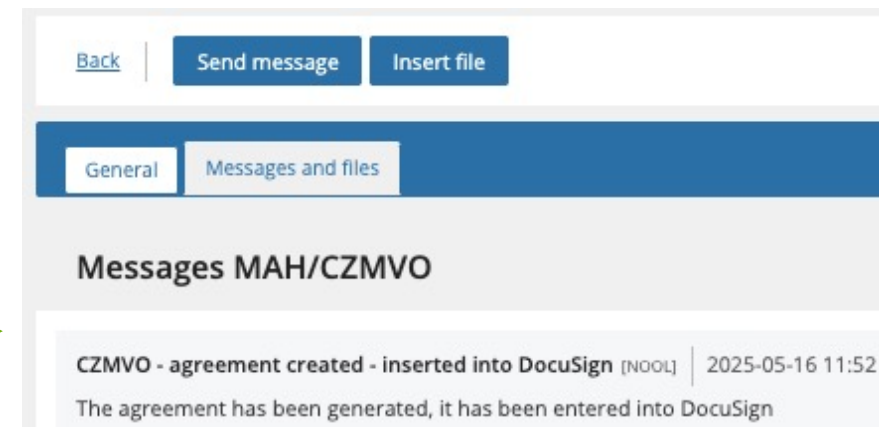 Back Send message Insert file
General Messages and files
Messages MAH/CZMVO
CZMVO - agreement created - inserted into DocuSign [NOOL] 2025-05-16 11:52
The agreement has been generated, it has been entered into DocuSign